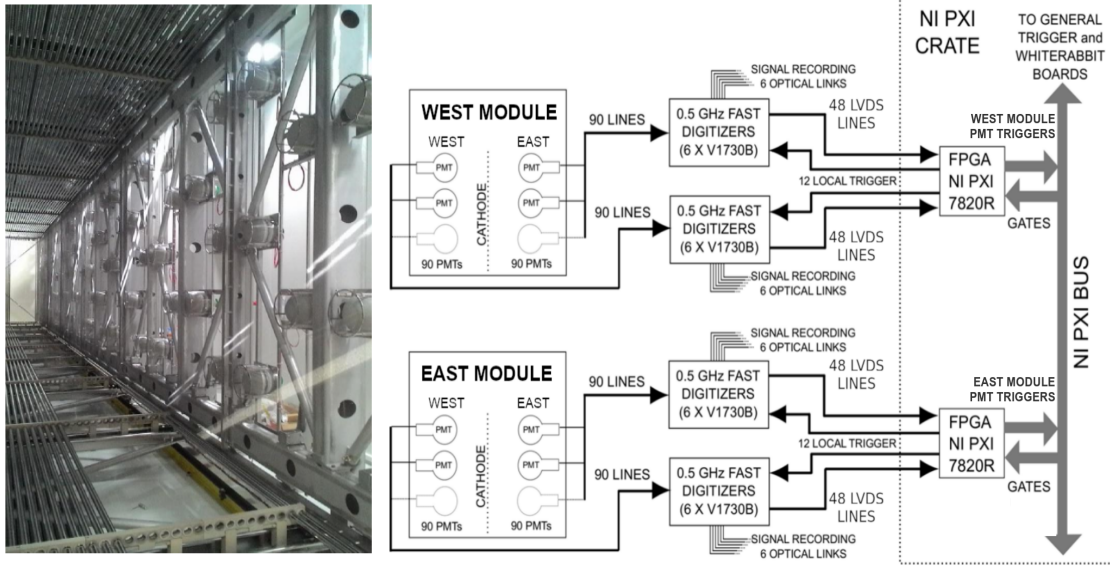 NI PXI
CRATE
TO GENERAL
TRIGGER and
WHITERABBIT
BOARDS
SIGNAL RECORDING
6 OPTICAL LINKS
WEST MODULE
WEST
EAST
PMT
PMT
PMT
PMT
CATHODE
90 PMTs
90 PMTs
90 LINES
0.5 GHz FAST
DIGITIZERS
(6 X V1730B)
48 LVDS
LINES
12 LOCAL TRIGGER
90 LINES
0.5 GHz FAST
DIGITIZERS
(6 X V1730B)
48 LVDS
LINES
SIGNAL RECORDING
6 OPTICAL LINKS
WEST MODULE
PMT TRIGGERS
FPGA
NI PXI
7820R
GATES
NI PXI BUS
SIGNAL RECORDING
6 OPTICAL LINKS
EAST MODULE
WEST
EAST
PMT
PMT
PMT
PMT
CATHODE
90 PMTs
90 PMTs
90 LINES
0.5 GHz FAST
DIGITIZERS
(6 X V1730B)
48 LVDS
LINES
12 LOCAL TRIGGER
90 LINES
0.5 GHz FAST
DIGITIZERS
(6 X V1730B)
48 LVDS
LINES
SIGNAL RECORDING
6 OPTICAL LINKS
EAST MODULE
PMT TRIGGERS
FPGA
NI PXI
7820R
GATES